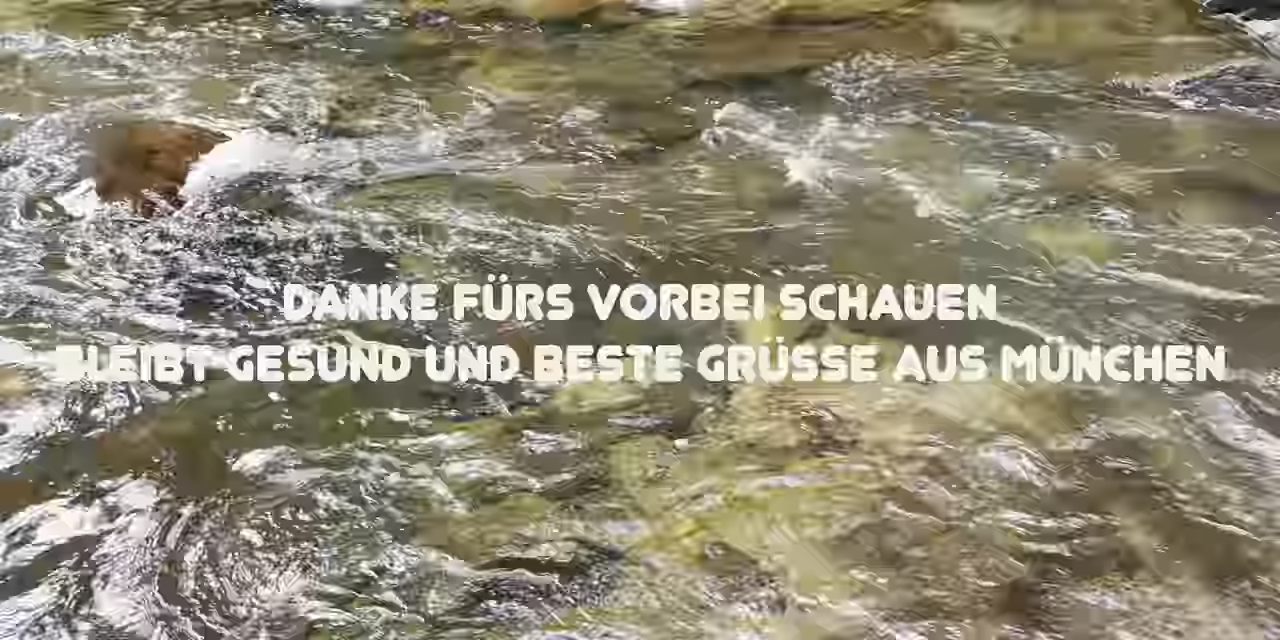 DANKE FÜRS VORBEI SCHAUEN
BLEIBT GESUND UND BESTE GRÜSSE AUS MÜNCHEN